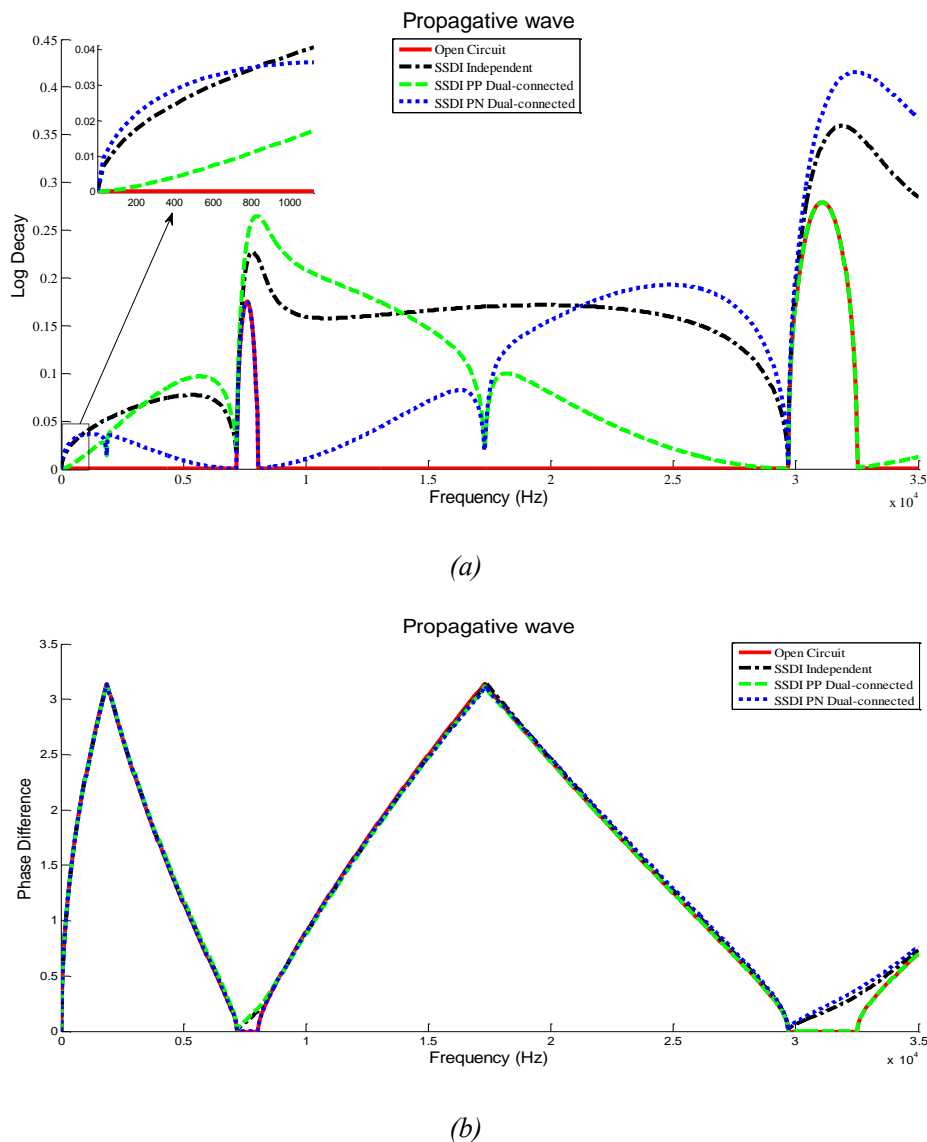 Propagative wave
Open Circuit
SSDI Independent
SSDI PP Dual-connected
SSDI PN Dual-connected
0.45
0.4
0.35
0.3
0.25
0.2
0.15
0.1
0.05
0
0.04
0.03
0.02
0.01
0
200 400 600 800 1000
Log Decay
0 0.5 1 1.5 2 2.5 3 3.5
Frequency (Hz)
x 10^4
(a)
Propagative wave
Open Circuit
SSDI Independent
SSDI PP Dual-connected
SSDI PN Dual-connected
3.5
3
2.5
2
1.5
1
0.5
0
Phase Difference
0 0.5 1 1.5 2 2.5 3 3.5
Frequency (Hz)
x 10^4
(b)